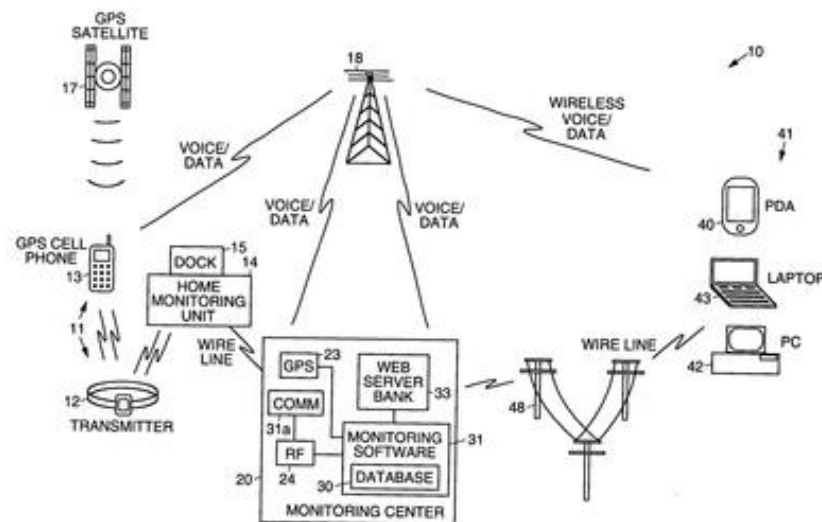 GPS
SATELLITE
17
18
10
WIRELESS
VOICE/
DATA
41
VOICE/
DATA
VOICE/
DATA
VOICE/
DATA
40
PDA
GPS CELL
PHONE
13
15
DOCK
14
HOME
MONITORING
UNIT
43
LAPTOP
11
WIRE
LINE
GPS
23
WEB
SERVER
BANK
33
WIRE LINE
PC
42
12
TRANSMITTER
COMM
31a
RF
24
MONITORING
SOFTWARE
31
30
DATABASE
20
MONITORING CENTER
48